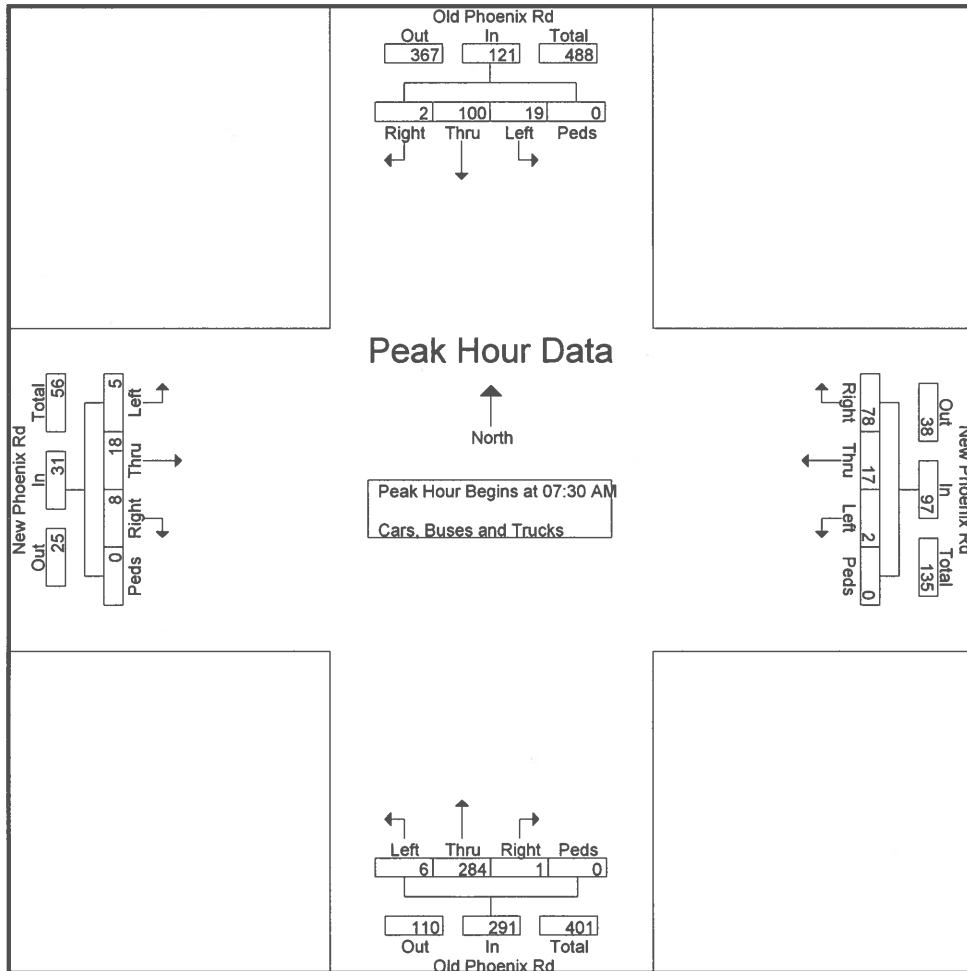 Old Phoenix Rd
Out In Total
367 121 488
2 100 19 0
Right Thru Left Peds
Peak Hour Data
North
Peak Hour Begins at 07:30 AM
Cars, Buses and Trucks
New Phoenix Rd
Out In Total
25 31 56
5 18 8 0
Left Thru Right Peds
New Phoenix Rd
Out In Total
38 97 135
78 17 2 0
Right Thru Left Peds
Left Thru Right Peds
6 284 1 0
110 291 401
Out In Total
Old Phoenix Rd